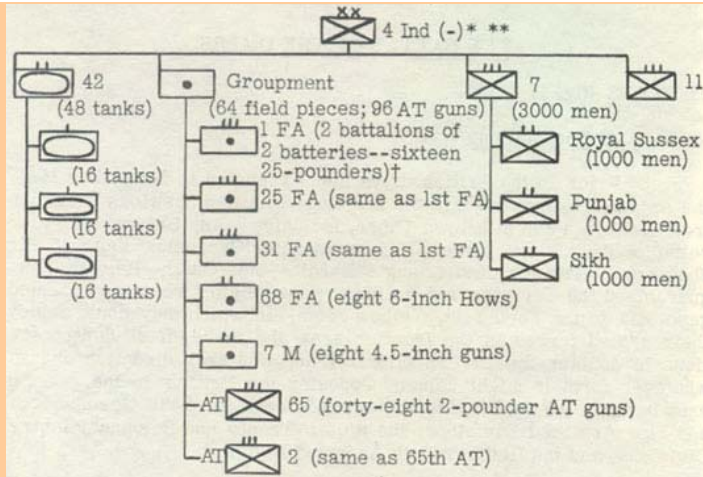 4 Ind (-)* **
42
(48 tanks)
(16 tanks)
(16 tanks)
(16 tanks)
Groupment
(64 field pieces; 96 AT guns)
1 FA (2 battalions of
2 batteries--sixteen
25-pounders)†
25 FA (same as 1st FA)
31 FA (same as 1st FA)
68 FA (eight 6-inch Hows)
7 M (eight 4.5-inch guns)
AT 65 (forty-eight 2-pounder AT guns)
AT 2 (same as 65th AT)
7
(3000 men)
Royal Sussex
(1000 men)
Punjab
(1000 men)
Sikh
(1000 men)
11